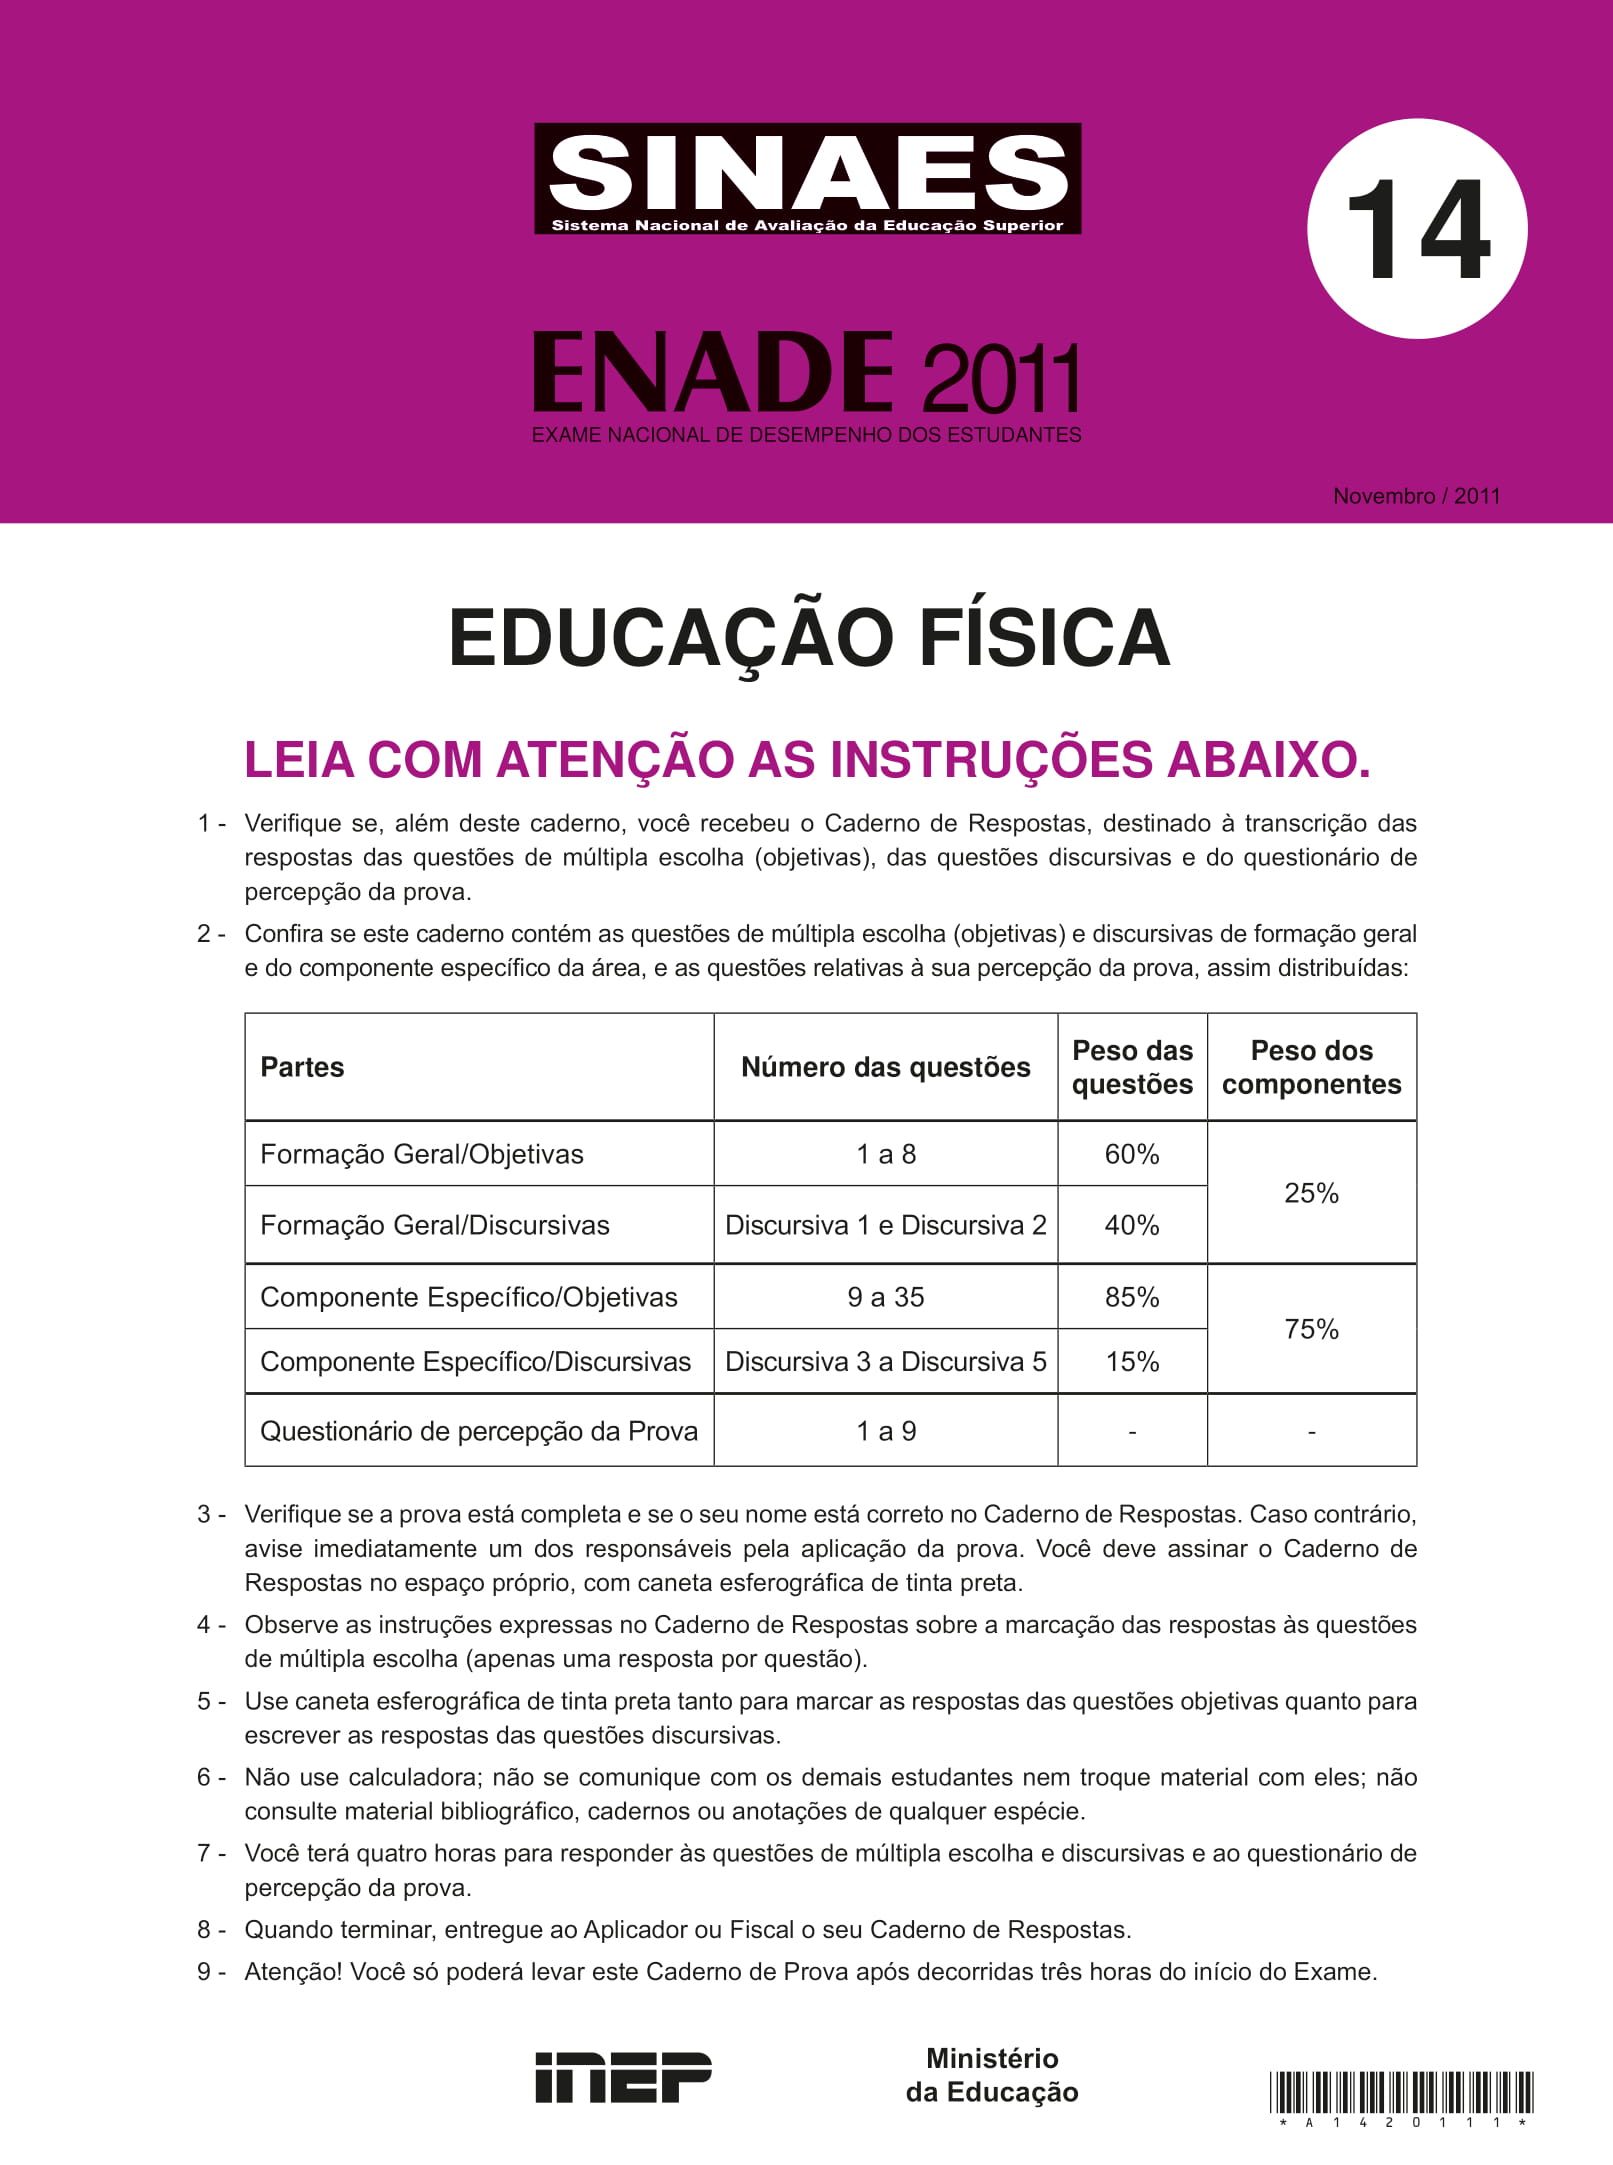 SINAES
Sistema Nacional de Avaliação da Educação Superior
14
ENADE 2011
EXAME NACIONAL DE DESEMPENHO DOS ESTUDANTES
Novembro / 2011
EDUCAÇÃO FÍSICA
LEIA COM ATENÇÃO AS INSTRUÇÕES ABAIXO.
1 - Verifique se, além deste caderno, você recebeu o Caderno de Respostas, destinado à transcrição das
respostas das questões de múltipla escolha (objetivas), das questões discursivas e do questionário de
percepção da prova.
2 - Confira se este caderno contém as questões de múltipla escolha (objetivas) e discursivas de formação geral
e do componente específico da área, e as questões relativas à sua percepção da prova, assim distribuídas:
Partes Número das questões Peso das questões Peso dos componentes
Formação Geral/Objetivas 1 a 8 60% 25%
Formação Geral/Discursivas Discursiva 1 e Discursiva 2 40%
Componente Específico/Objetivas 9 a 35 85% 75%
Componente Específico/Discursivas Discursiva 3 a Discursiva 5 15%
Questionário de percepção da Prova 1 a 9 - -
3 - Verifique se a prova está completa e se o seu nome está correto no Caderno de Respostas. Caso contrário,
avise imediatamente um dos responsáveis pela aplicação da prova. Você deve assinar o Caderno de
Respostas no espaço próprio, com caneta esferográfica de tinta preta.
4 - Observe as instruções expressas no Caderno de Respostas sobre a marcação das respostas às questões
de múltipla escolha (apenas uma resposta por questão).
5 - Use caneta esferográfica de tinta preta tanto para marcar as respostas das questões objetivas quanto para
escrever as respostas das questões discursivas.
6 - Não use calculadora; não se comunique com os demais estudantes nem troque material com eles; não
consulte material bibliográfico, cadernos ou anotações de qualquer espécie.
7 - Você terá quatro horas para responder às questões de múltipla escolha e discursivas e ao questionário de
percepção da prova.
8 - Quando terminar, entregue ao Aplicador ou Fiscal o seu Caderno de Respostas.
9 - Atenção! Você só poderá levar este Caderno de Prova após decorridas três horas do início do Exame.
INEP
Ministério
da Educação
* A 1 4 2 0 1 1 1 *